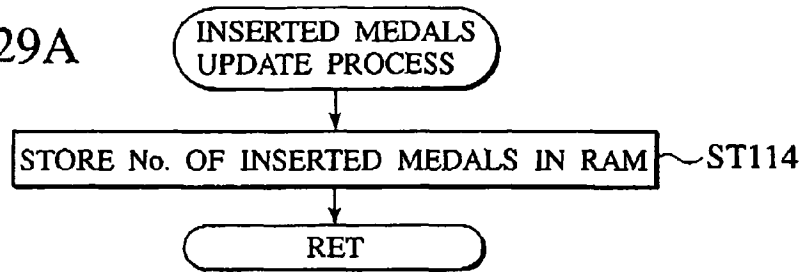 29A
INSERTED MEDALS
UPDATE PROCESS
STORE No. OF INSERTED MEDALS IN RAM
ST114
RET